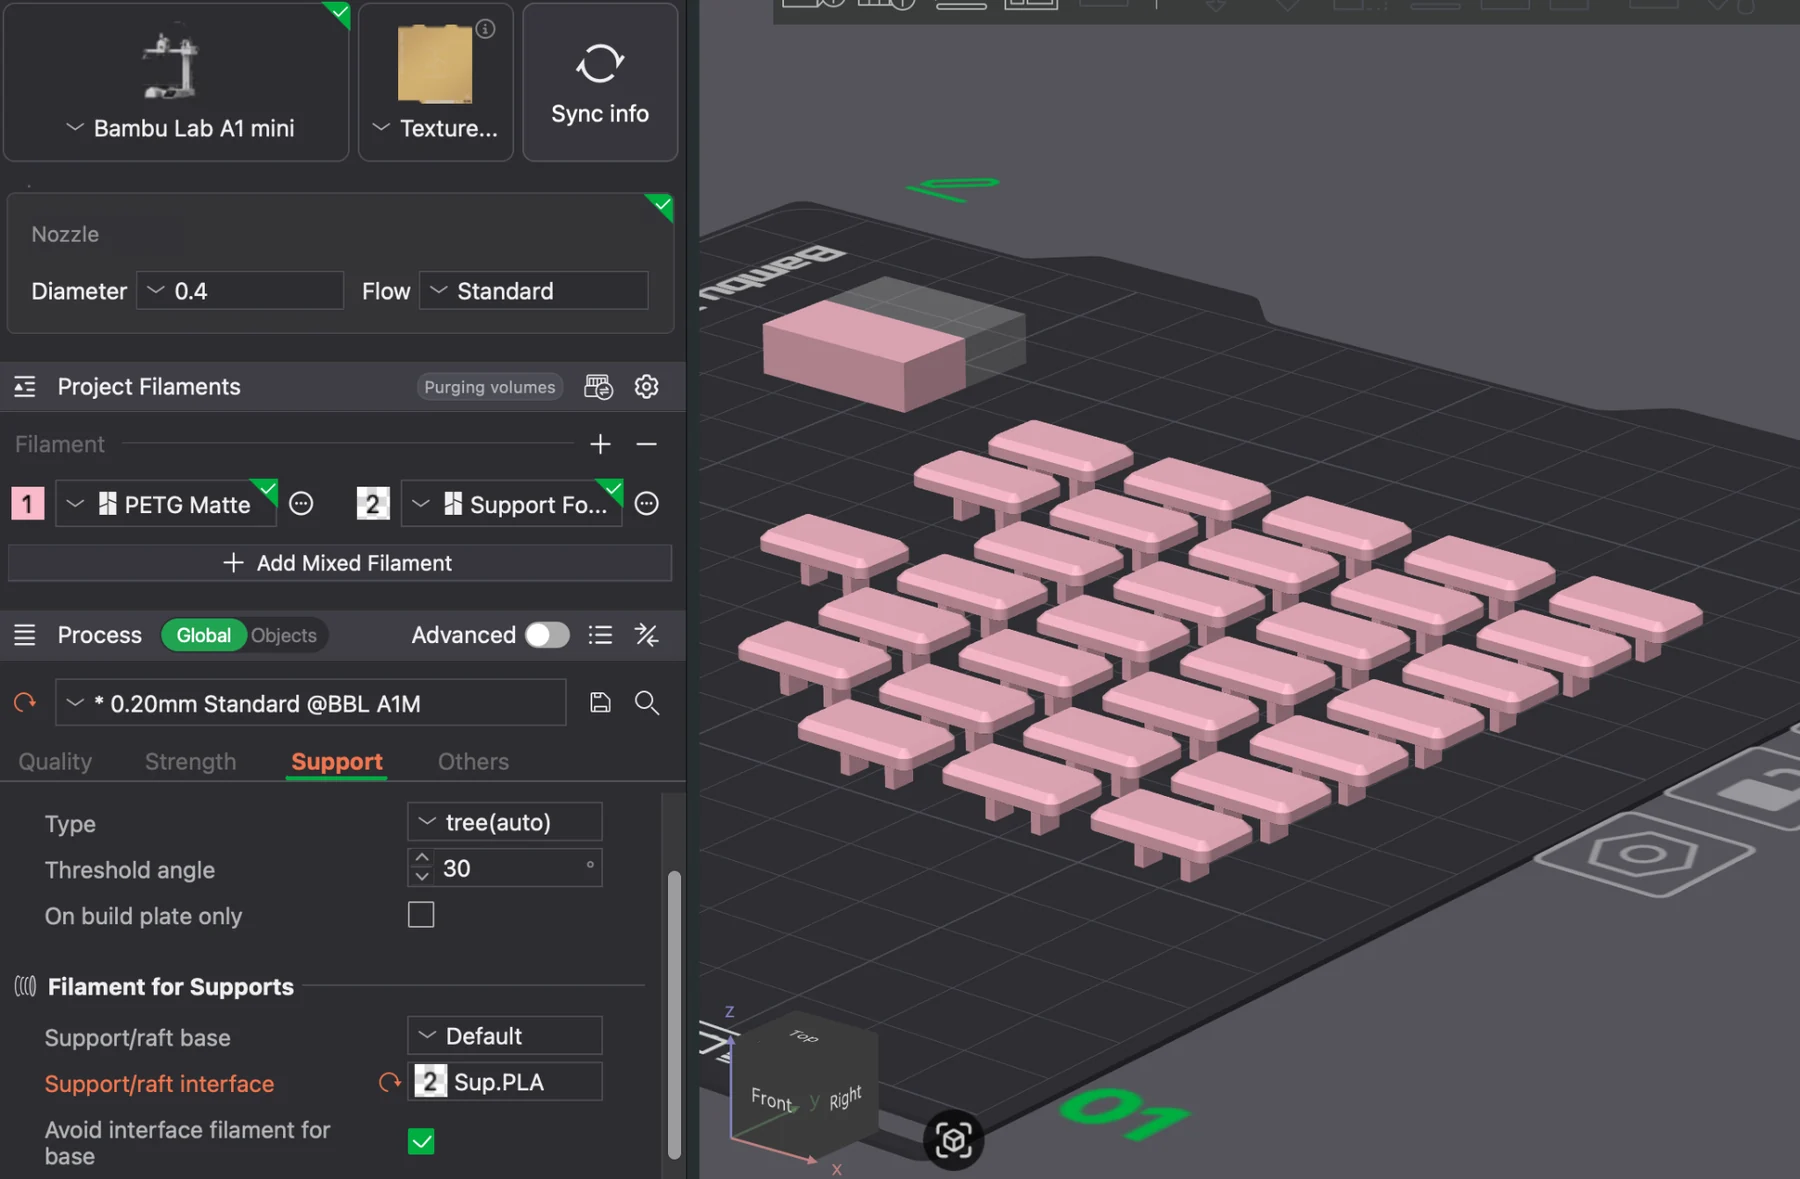 Bambu Lab A1 mini
Texture...
Sync info
Nozzle
Diameter 0.4 Flow Standard
Project Filaments Purging volumes
Filament
1 PETG Matte 2 Support Fo...
Add Mixed Filament
Process Global Objects Advanced
* 0.20mm Standard @BBL A1M
Quality Strength Support Others
Type tree(auto)
Threshold angle 30 °
On build plate only
Filament for Supports
Support/raft base Default
Support/raft interface 2 Sup.PLA
Avoid interface filament for
base
Bambu
z
Top
Front y Right
x
01